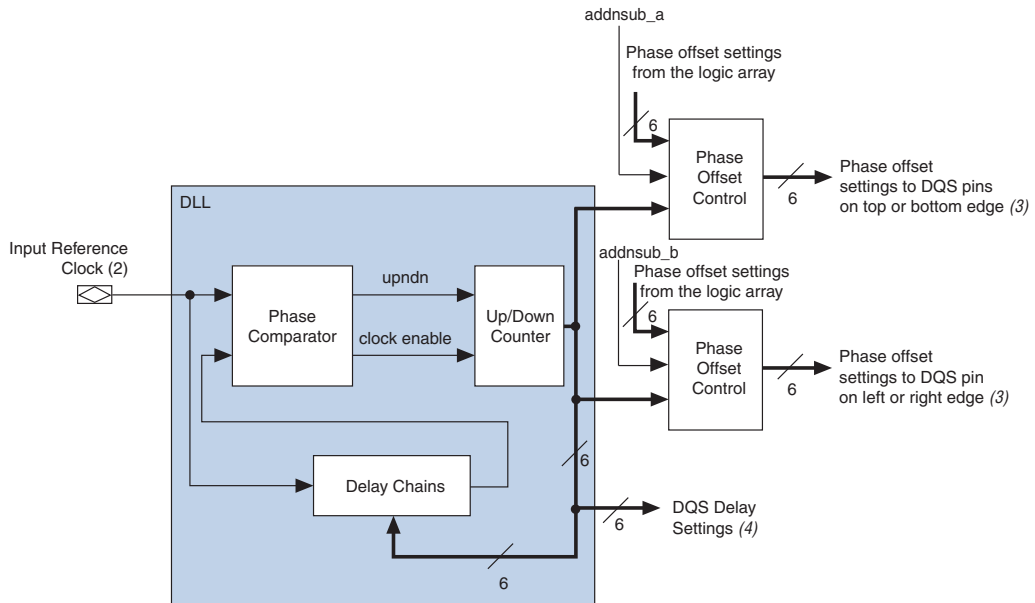 addnsub_a
Phase offset settings
from the logic array
6
Phase
Offset
Control
6
Phase offset
settings to DQS pins
on top or bottom edge (3)
DLL
Input Reference
Clock (2)
addnsub_b
Phase offset settings
from the logic array
6
upndn
Phase
Comparator
clock enable
Up/Down
Counter
Phase
Offset
Control
6
Phase offset
settings to DQS pin
on left or right edge (3)
6
Delay Chains
6
DQS Delay
Settings (4)
6